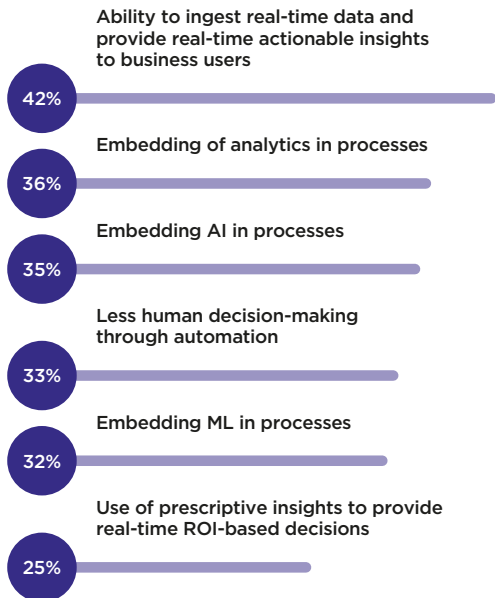 Ability to ingest real-time data and
provide real-time actionable insights
to business users
42%
Embedding of analytics in processes
36%
Embedding AI in processes
35%
Less human decision-making
through automation
33%
Embedding ML in processes
32%
Use of prescriptive insights to provide
real-time ROI-based decisions
25%